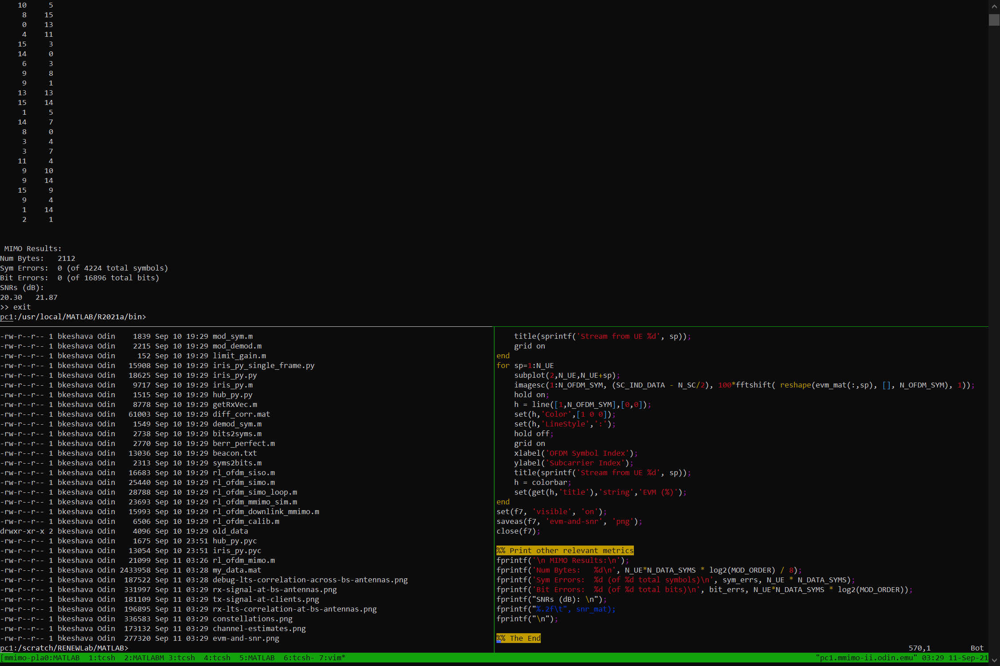 10 5
8 15
0 13
4 11
15 3
14 0
6 3
9 8
9 1
13 13
15 14
1 5
14 7
8 0
3 4
3 7
11 4
9 10
9 14
15 9
9 4
1 14
2 1
MIMO Results:
Num Bytes: 2112
Sym Errors: 0 (of 4224 total symbols)
Bit Errors: 0 (of 16896 total bits)
SNRs (dB):
20.30 21.87
>> exit
pc1:/usr/local/MATLAB/R2021a/bin>
-rw-r--r-- 1 bkeshava Odin 1839 Sep 10 19:29 mod_sym.m
-rw-r--r-- 1 bkeshava Odin 2215 Sep 10 19:29 mod_demod.m
-rw-r--r-- 1 bkeshava Odin 152 Sep 10 19:29 limit_gain.m
-rw-r--r-- 1 bkeshava Odin 15908 Sep 10 19:29 iris_py_single_frame.py
-rw-r--r-- 1 bkeshava Odin 18625 Sep 10 19:29 iris_py.py
-rw-r--r-- 1 bkeshava Odin 9717 Sep 10 19:29 iris_py.m
-rw-r--r-- 1 bkeshava Odin 1515 Sep 10 19:29 hub_py.py
-rw-r--r-- 1 bkeshava Odin 8778 Sep 10 19:29 getRxVec.m
-rw-r--r-- 1 bkeshava Odin 61003 Sep 10 19:29 diff_corr.mat
-rw-r--r-- 1 bkeshava Odin 1549 Sep 10 19:29 demod_sym.m
-rw-r--r-- 1 bkeshava Odin 2738 Sep 10 19:29 bits2syms.m
-rw-r--r-- 1 bkeshava Odin 2770 Sep 10 19:29 berr_perfect.m
-rw-r--r-- 1 bkeshava Odin 13036 Sep 10 19:29 beacon.txt
-rw-r--r-- 1 bkeshava Odin 2313 Sep 10 19:29 syms2bits.m
-rw-r--r-- 1 bkeshava Odin 16683 Sep 10 19:29 rl_ofdm_siso.m
-rw-r--r-- 1 bkeshava Odin 25440 Sep 10 19:29 rl_ofdm_simo.m
-rw-r--r-- 1 bkeshava Odin 28788 Sep 10 19:29 rl_ofdm_simo_loop.m
-rw-r--r-- 1 bkeshava Odin 23693 Sep 10 19:29 rl_ofdm_mmimo_sim.m
-rw-r--r-- 1 bkeshava Odin 15993 Sep 10 19:29 rl_ofdm_downlink_mmimo.m
-rw-r--r-- 1 bkeshava Odin 6506 Sep 10 19:29 rl_ofdm_calib.m
drwxr-xr-x 2 bkeshava Odin 4096 Sep 10 19:29 old_data
-rw-r--r-- 1 bkeshava Odin 1675 Sep 10 23:51 hub_py.pyc
-rw-r--r-- 1 bkeshava Odin 13054 Sep 10 23:51 iris_py.pyc
-rw-r--r-- 1 bkeshava Odin 21099 Sep 11 03:26 rl_ofdm_mimo.m
-rw-r--r-- 1 bkeshava Odin 2433958 Sep 11 03:28 my_data.mat
-rw-r--r-- 1 bkeshava Odin 187522 Sep 11 03:28 debug-lts-correlation-across-bs-antennas.png
-rw-r--r-- 1 bkeshava Odin 331997 Sep 11 03:29 rx-signal-at-bs-antennas.png
-rw-r--r-- 1 bkeshava Odin 181109 Sep 11 03:29 tx-signal-at-clients.png
-rw-r--r-- 1 bkeshava Odin 196895 Sep 11 03:29 rx-lts-correlation-at-bs-antennas.png
-rw-r--r-- 1 bkeshava Odin 336583 Sep 11 03:29 constellations.png
-rw-r--r-- 1 bkeshava Odin 173132 Sep 11 03:29 channel-estimates.png
-rw-r--r-- 1 bkeshava Odin 277320 Sep 11 03:29 evm-and-snr.png
pc1:/scratch/RENEWLab/MATLAB>
title(sprintf('Stream from UE %d', sp));
grid on
end
for sp=1:N_UE
subplot(2,N_UE,N_UE+sp);
imagesc(1:N_OFDM_SYM, (SC_IND_DATA - N_SC/2), 100*fftshift( reshape(evm_mat(:,sp), [], N_OFDM_SYM), 1));
hold on;
h = line([1,N_OFDM_SYM],[0,0]);
set(h,'Color',[1 0 0]);
set(h,'LineStyle',':');
hold off;
grid on
xlabel('OFDM Symbol Index');
ylabel('Subcarrier Index');
title(sprintf('Stream from UE %d', sp));
h = colorbar;
set(get(h,'title'),'string','EVM (%)');
end
set(f7, 'visible', 'on');
saveas(f7, 'evm-and-snr', 'png');
close(f7);
%% Print other relevant metrics
fprintf('\n MIMO Results:\n');
fprintf('Num Bytes: %d\n', N_UE*N_DATA_SYMS * log2(MOD_ORDER) / 8);
fprintf('Sym Errors: %d (of %d total symbols)\n', sym_errs, N_UE * N_DATA_SYMS);
fprintf('Bit Errors: %d (of %d total bits)\n', bit_errs, N_UE*N_DATA_SYMS * log2(MOD_ORDER));
fprintf("SNRs (dB): \n");
fprintf("%.2f\t", snr_mat);
fprintf("\n");
%% The End
570,1 Bot
[mmimo-pla0:MATLAB 1:tcsh 2:MATLABM 3:tcsh 4:tcsh 5:MATLAB 6:tcsh- 7:vim* "pc1.mmimo-ii.odin.emu" 03:29 11-Sep-21